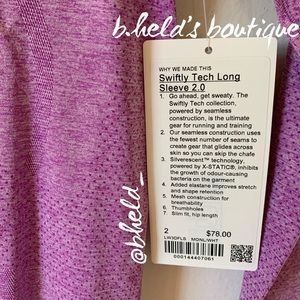 b.held's boutique
WHY WE MADE THIS
Swiftly Tech Long
Sleeve 2.0
1. Go ahead, get sweaty. The
Swiftly Tech collection,
powered by seamless
construction, is the ultimate
gear for running and training
2. Our seamless construction uses
the fewest number of seams to
create gear that glides across
skin so you can skip the chafe
3. Silverescent™ technology,
powered by X-STATIC®, inhibits
the growth of odour-causing
bacteria on the garment
4. Added elastane improves stretch
and shape retention
5. Mesh construction for
breathability
6. Thumbholes
7. Slim fit, hip length
2 $78.00
LW3DFLS MONL/WHT
000144407061
@bheld